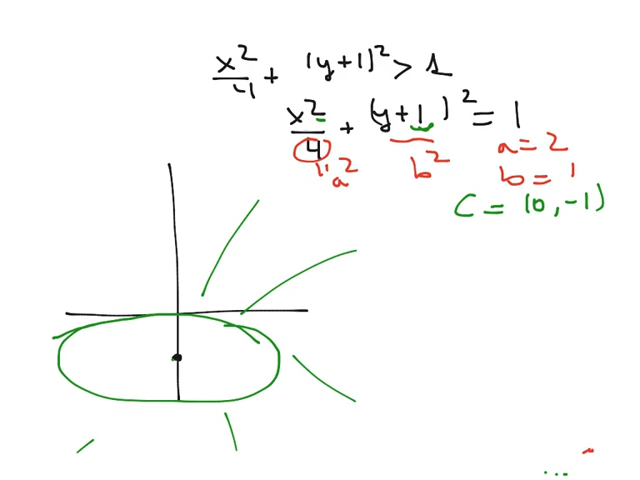 x²/4 + (y+1)² > 1
x²/4 + (y+1)² = 1
a = 2
"a² b²
b = 1
C = (0, -1)